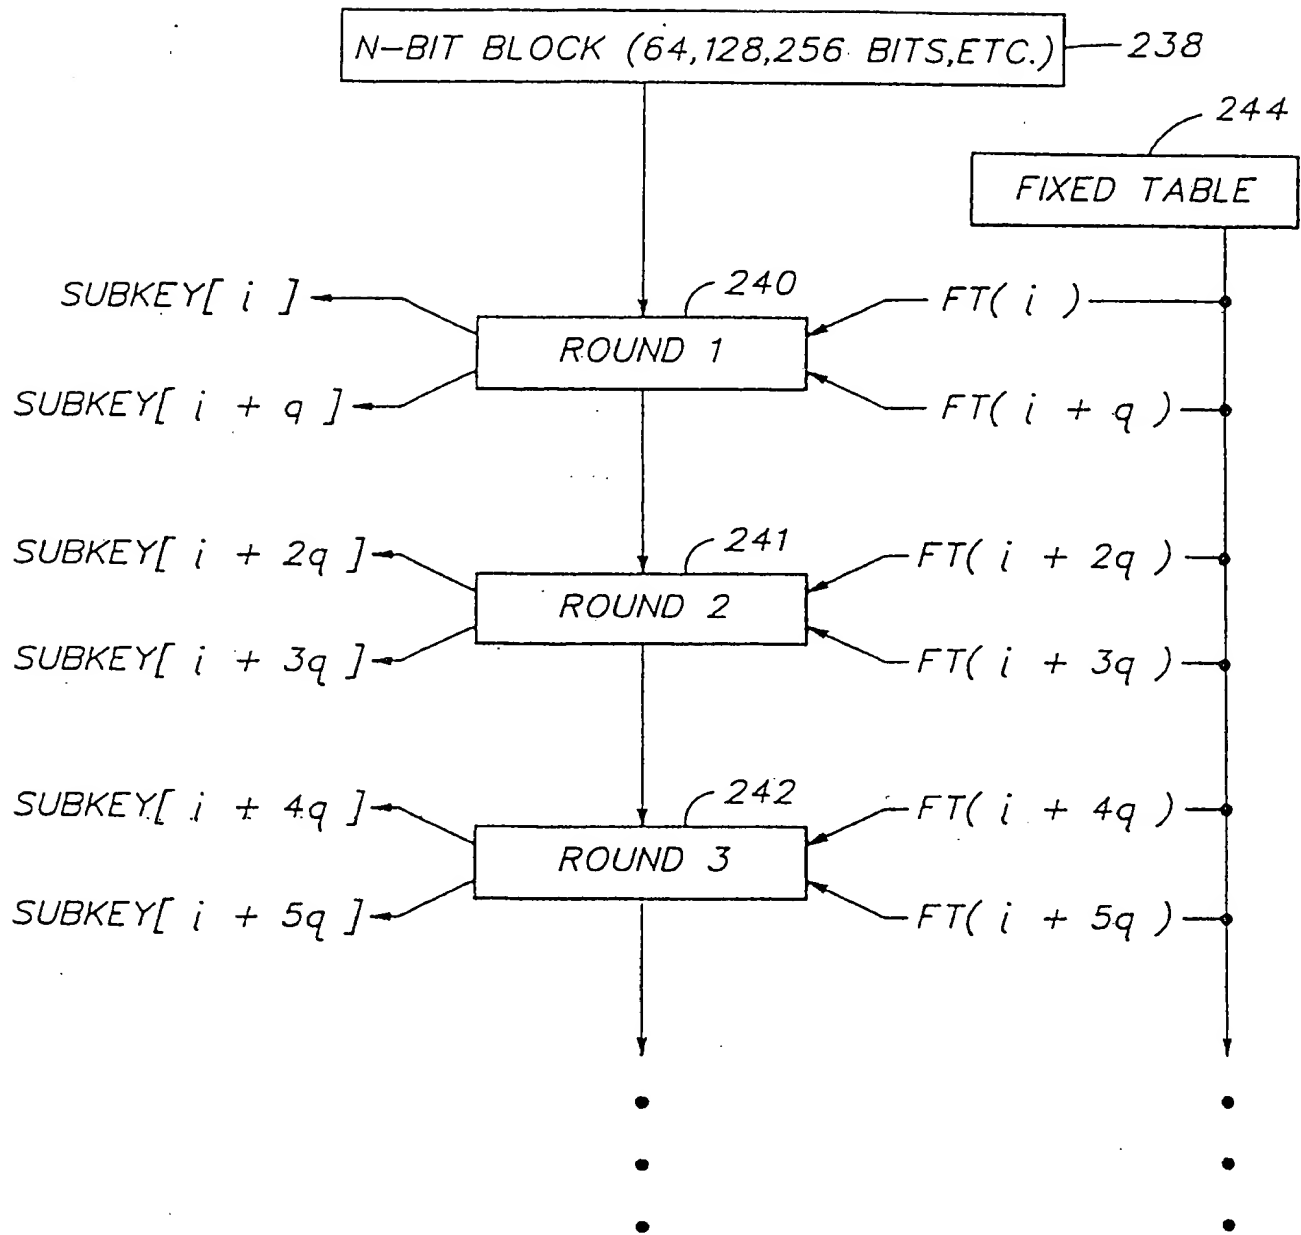 N-BIT BLOCK (64,128,256 BITS,ETC.)
238
244
FIXED TABLE
SUBKEY[ i ]
240
FT( i )
ROUND 1
SUBKEY[ i + q ]
FT( i + q )
SUBKEY[ i + 2q ]
241
FT( i + 2q )
ROUND 2
SUBKEY[ i + 3q ]
FT( i + 3q )
SUBKEY[ i + 4q ]
242
FT( i + 4q )
ROUND 3
SUBKEY[ i + 5q ]
FT( i + 5q )